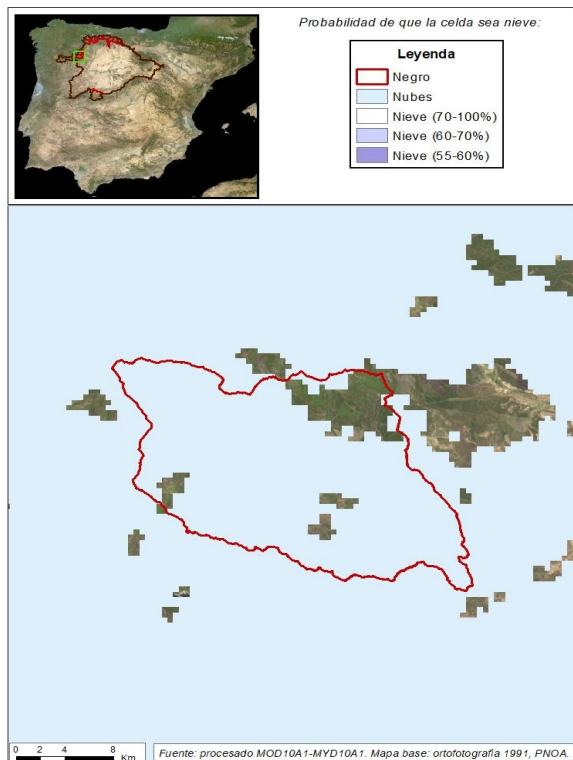 Probabilidad de que la celda sea nieve:
Leyenda
Negro
Nubes
Nieve (70-100%)
Nieve (60-70%)
Nieve (55-60%)
0 2 4 8
Km
Fuente: procesado MOD10A1-MYD10A1. Mapa base: ortofotografía 1991, PNOA.